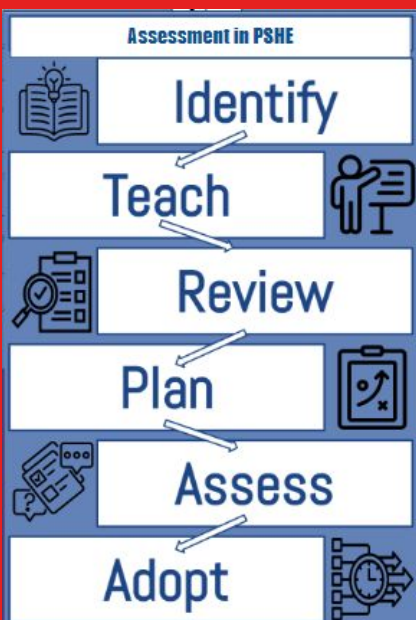 Assessment in PSHE
Identify
Teach
Review
Plan
Assess
Adopt